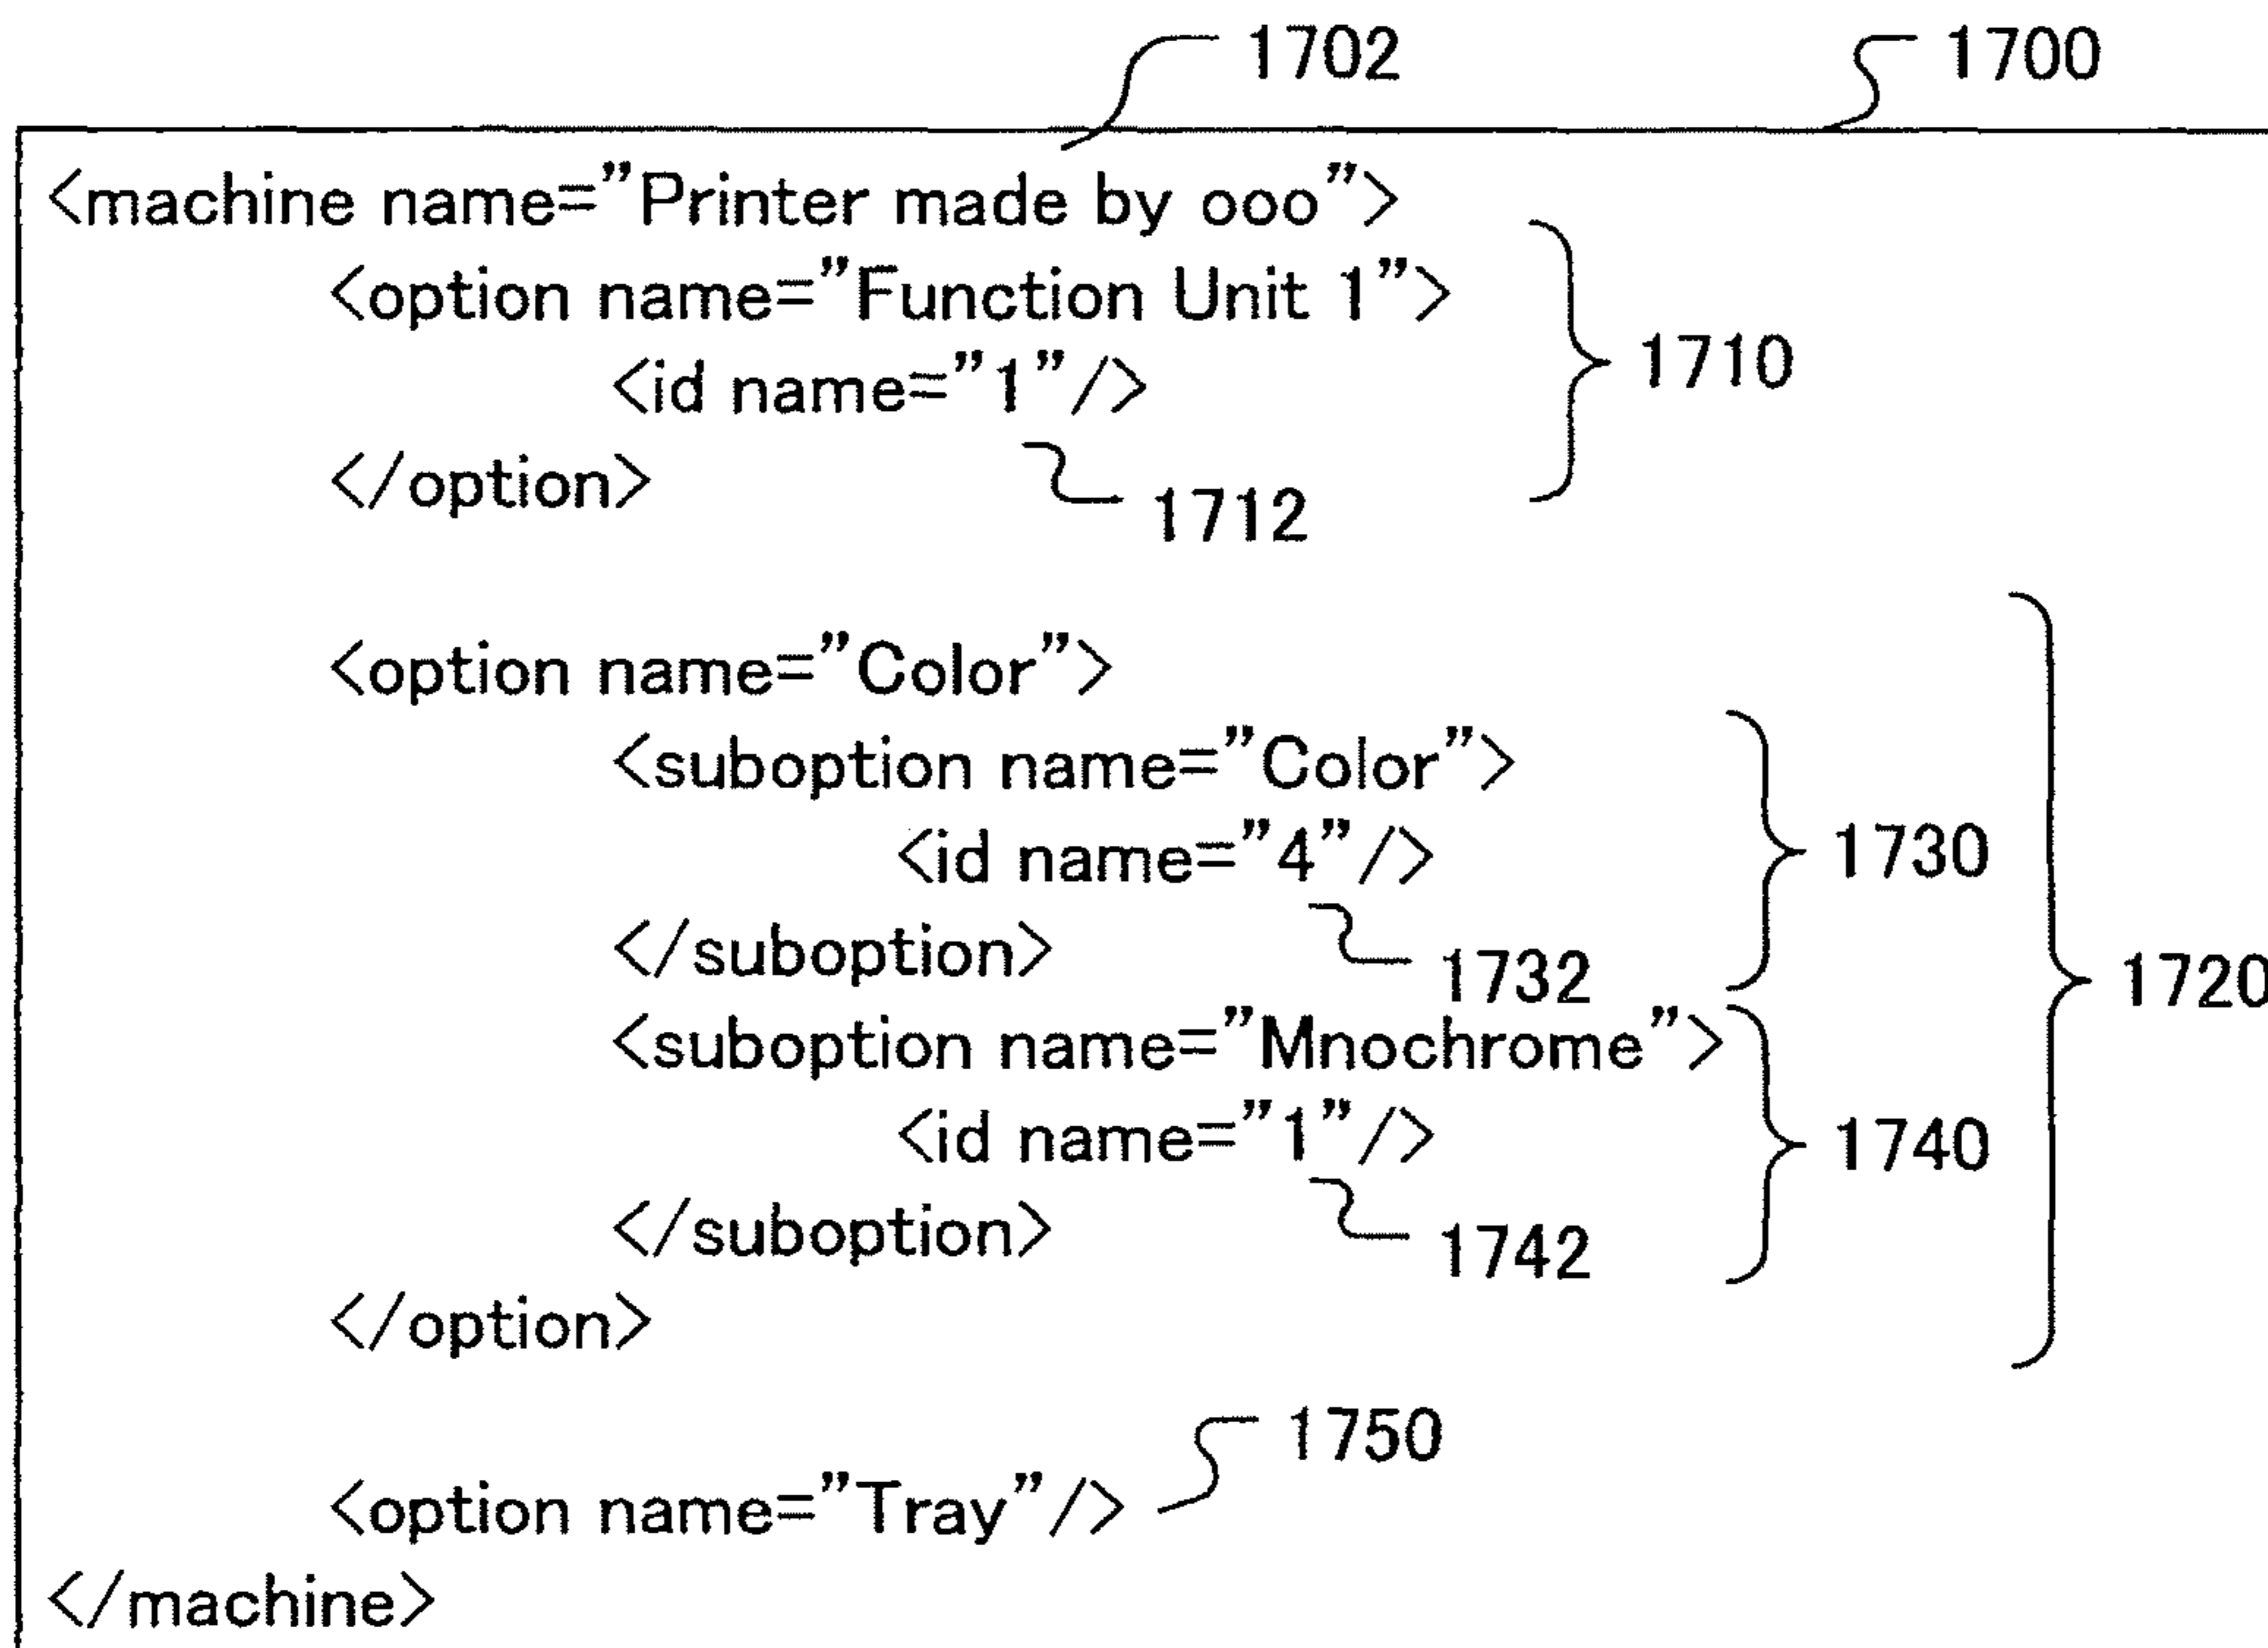 1702 1700
<machine name="Printer made by ooo">
<option name="Function Unit 1">
<id name="1"/> 1710
</option> 1712
<option name="Color">
<suboption name="Color">
<id name="4"/> 1730
</suboption> 1732 1720
<suboption name="Mnochrome">
<id name="1"/> 1740
</suboption> 1742
</option>
1750
<option name="Tray"/>
</machine>